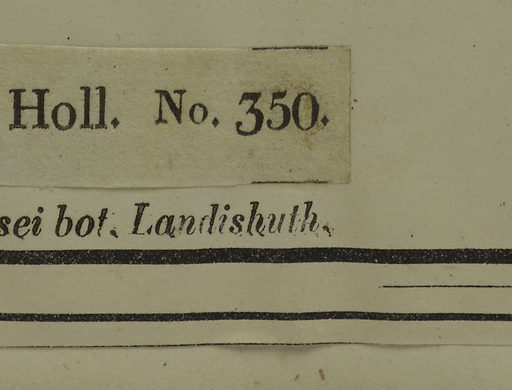 Holl. No. 350.
sei bot. Landishuth.